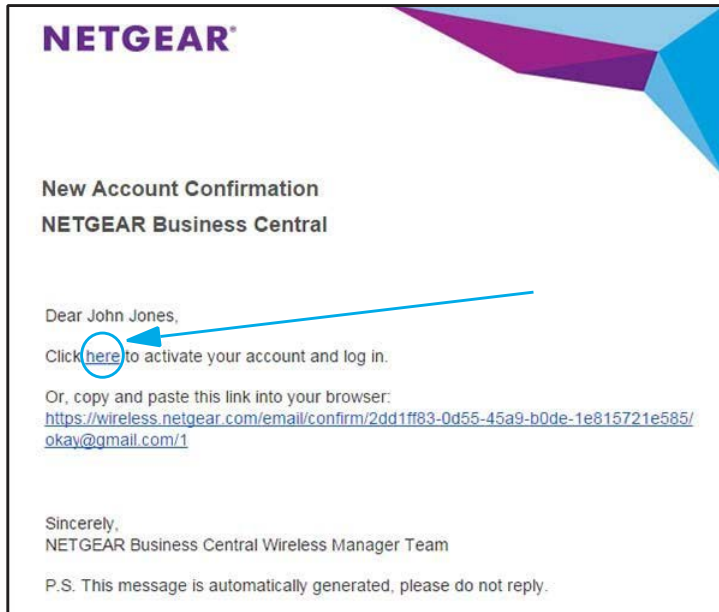 NETGEAR®
New Account Confirmation
NETGEAR Business Central
Dear John Jones,
Click here to activate your account and log in.
Or, copy and paste this link into your browser:
https://wireless.netgear.com/email/confirm/2dd1ff83-0d55-45a9-b0de-1e815721e585/
okay@gmail.com/1
Sincerely,
NETGEAR Business Central Wireless Manager Team
P.S. This message is automatically generated, please do not reply.